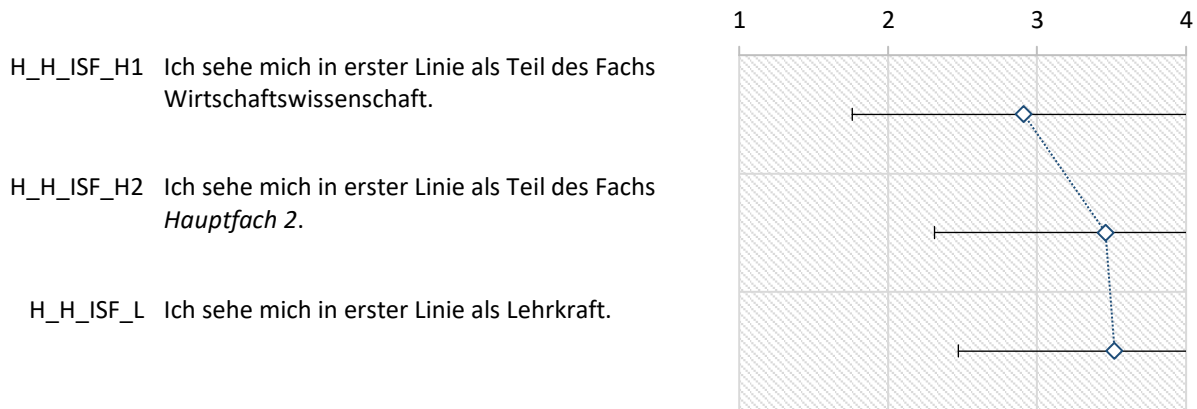 1 2 3 4
H_H_ISF_H1 Ich sehe mich in erster Linie als Teil des Fachs
Wirtschaftswissenschaft.
H_H_ISF_H2 Ich sehe mich in erster Linie als Teil des Fachs
Hauptfach 2.
H_H_ISF_L Ich sehe mich in erster Linie als Lehrkraft.